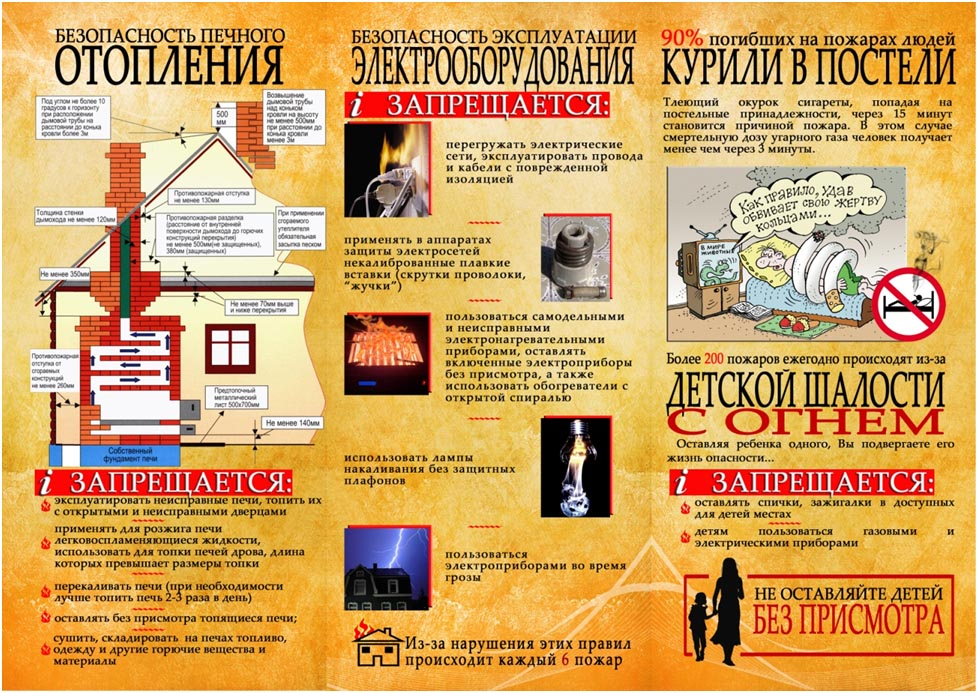 БЕЗОПАСНОСТЬ ПЕЧНОГО
ОТОПЛЕНИЯ
Под углом не более 10
градусов к горизонту
при расположении
дымовой трубы на
расстоянии до конька
кровли более 3м
500
мм
Возвышение
дымовой трубы
над коньком
кровли на высоту
не менее 500мм
при расстоянии
до конька
кровли менее
3м
Противопожарная отступка
не менее 130мм
Толщина стенки
дымохода не менее 120мм
Противопожарная разделка
(расстояние от внутренней
поверхности дымохода до горючих
конструкций перекрытия)
не менее 500мм(не защищенных),
380мм (защищенных)
При применении
сгораемого
утеплителя
обязательная
засыпка песком
Не менее 350мм
Не менее 70мм выше
и ниже перекрытия
Противопожарная
отступка от
сгораемых
конструкций
не менее 260мм
Предтопочный
металлический
лист 500х700мм
Не менее 140мм
Собственный
фундамент печи
i ЗАПРЕЩАЕТСЯ:
эксплуатировать неисправные печи, топить их
с открытыми и неисправными дверцами
применять для розжига печи
легковоспламеняющиеся жидкости,
использовать для топки печей дрова, длина
которых превышает размеры топки
перекаливать печи (при необходимости
лучше топить печь 2-3 раза в день)
оставлять без присмотра топящиеся печи;
сушить, складировать на печах топливо,
одежду и другие горючие вещества и
материалы
БЕЗОПАСНОСТЬ ЭКСПЛУАТАЦИИ
ЭЛЕКТРООБОРУДОВАНИЯ
i ЗАПРЕЩАЕТСЯ:
перегружать электрические
сети, эксплуатировать провода
и кабели с поврежденной
изоляцией
применять в аппаратах
защиты электросетей
некалиброванные плавкие
вставки (скрутки проволоки,
"жучки")
пользоваться самодельными
и неисправными
электронагревательными
приборами, оставлять
включенные электроприборы
без присмотра, а также
использовать обогреватели с
открытой спиралью
использовать лампы
накаливания без защитных
плафонов
пользоваться
электроприборами во время
грозы
Из-за нарушения этих правил
происходит каждый 6 пожар
90% погибших на пожарах людей
КУРИЛИ В ПОСТЕЛИ
Тлеющий окурок сигареты, попадая на
постельные принадлежности, через 15 минут
становится причиной пожара. В этом случае
смертельную дозу угарного газа человек получает
менее чем через 3 минуты.
КАК ПРАВИЛО, УДАВ
ОБВИВАЕТ СВОЮ ЖЕРТВУ
КОЛЬЦАМИ...
В МИРЕ
ЖИВОТНЫХ
Более 200 пожаров ежегодно происходят из-за
ДЕТСКОЙ ШАЛОСТИ
С ОГНЕМ
Оставляя ребенка одного, Вы подвергаете его
жизнь опасности...
i ЗАПРЕЩАЕТСЯ:
оставлять спички, зажигалки в доступных
для детей местах
детям пользоваться газовыми и
электрическими приборами
НЕ ОСТАВЛЯЙТЕ ДЕТЕЙ
БЕЗ ПРИСМОТРА